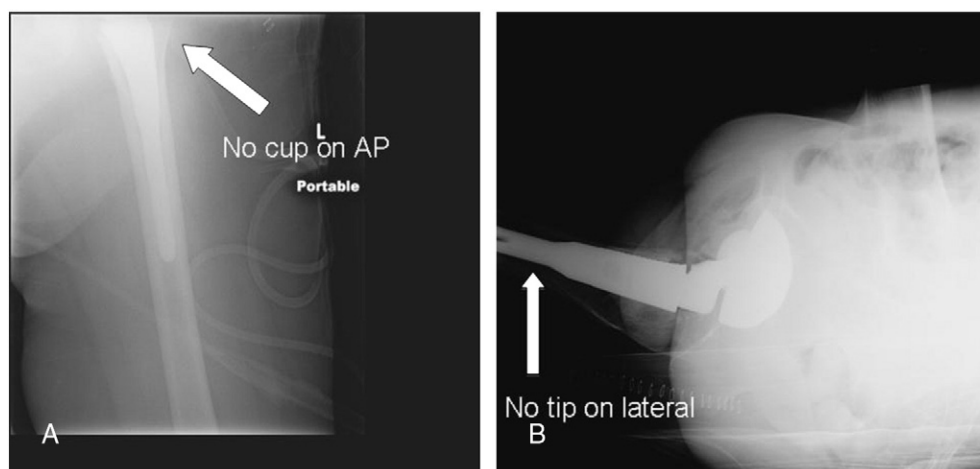 No cup on AP
L
Portable
A
No tip on lateral
B